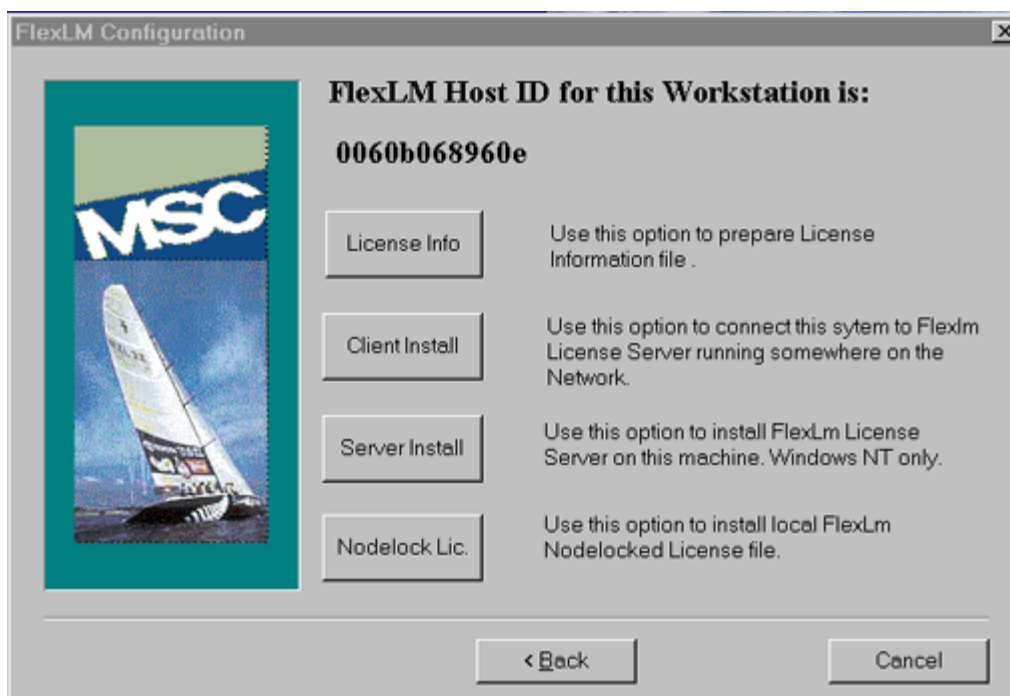 FlexLM Configuration
FlexLM Host ID for this Workstation is:
0060b068960e
MSC
License Info
Use this option to prepare License
Information file .
Client Install
Use this option to connect this sytem to Flexlm
License Server running somewhere on the
Network.
Server Install
Use this option to install FlexLm License
Server on this machine. Windows NT only.
Nodelock Lic.
Use this option to install local FlexLm
Nodelocked License file.
< Back
Cancel